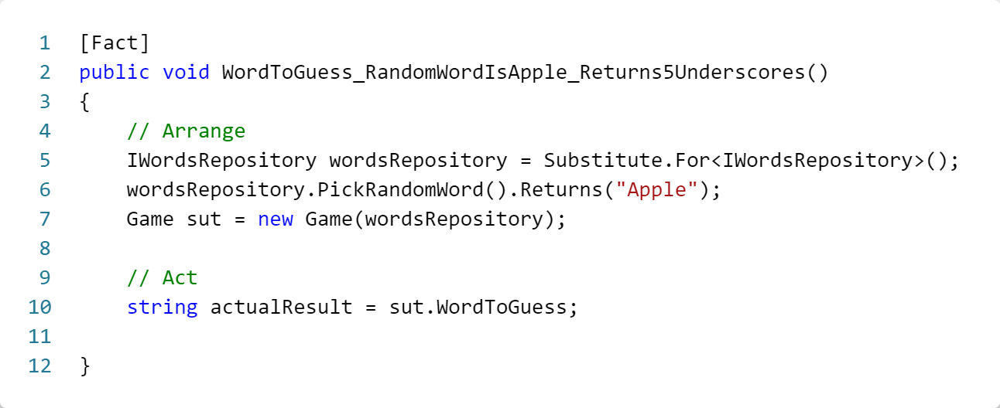 1 [Fact]
2 public void WordToGuess_RandomWordIsApple_Returns5Underscores()
3 {
4     // Arrange
5     IWordsRepository wordsRepository = Substitute.For<IWordsRepository>();
6     wordsRepository.PickRandomWord().Returns("Apple");
7     Game sut = new Game(wordsRepository);
8
9     // Act
10     string actualResult = sut.WordToGuess;
11
12 }